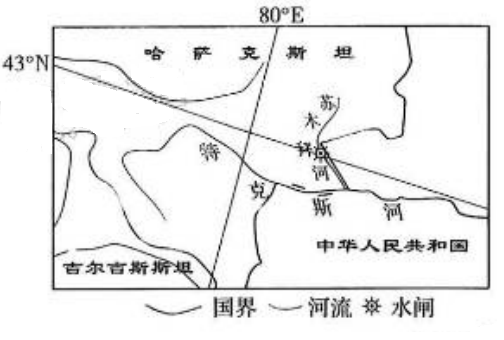 80°E
43°N
哈萨克斯坦
苏木拜河
特克斯河
中华人民共和国
吉尔吉斯斯坦
国界 河流 水闸